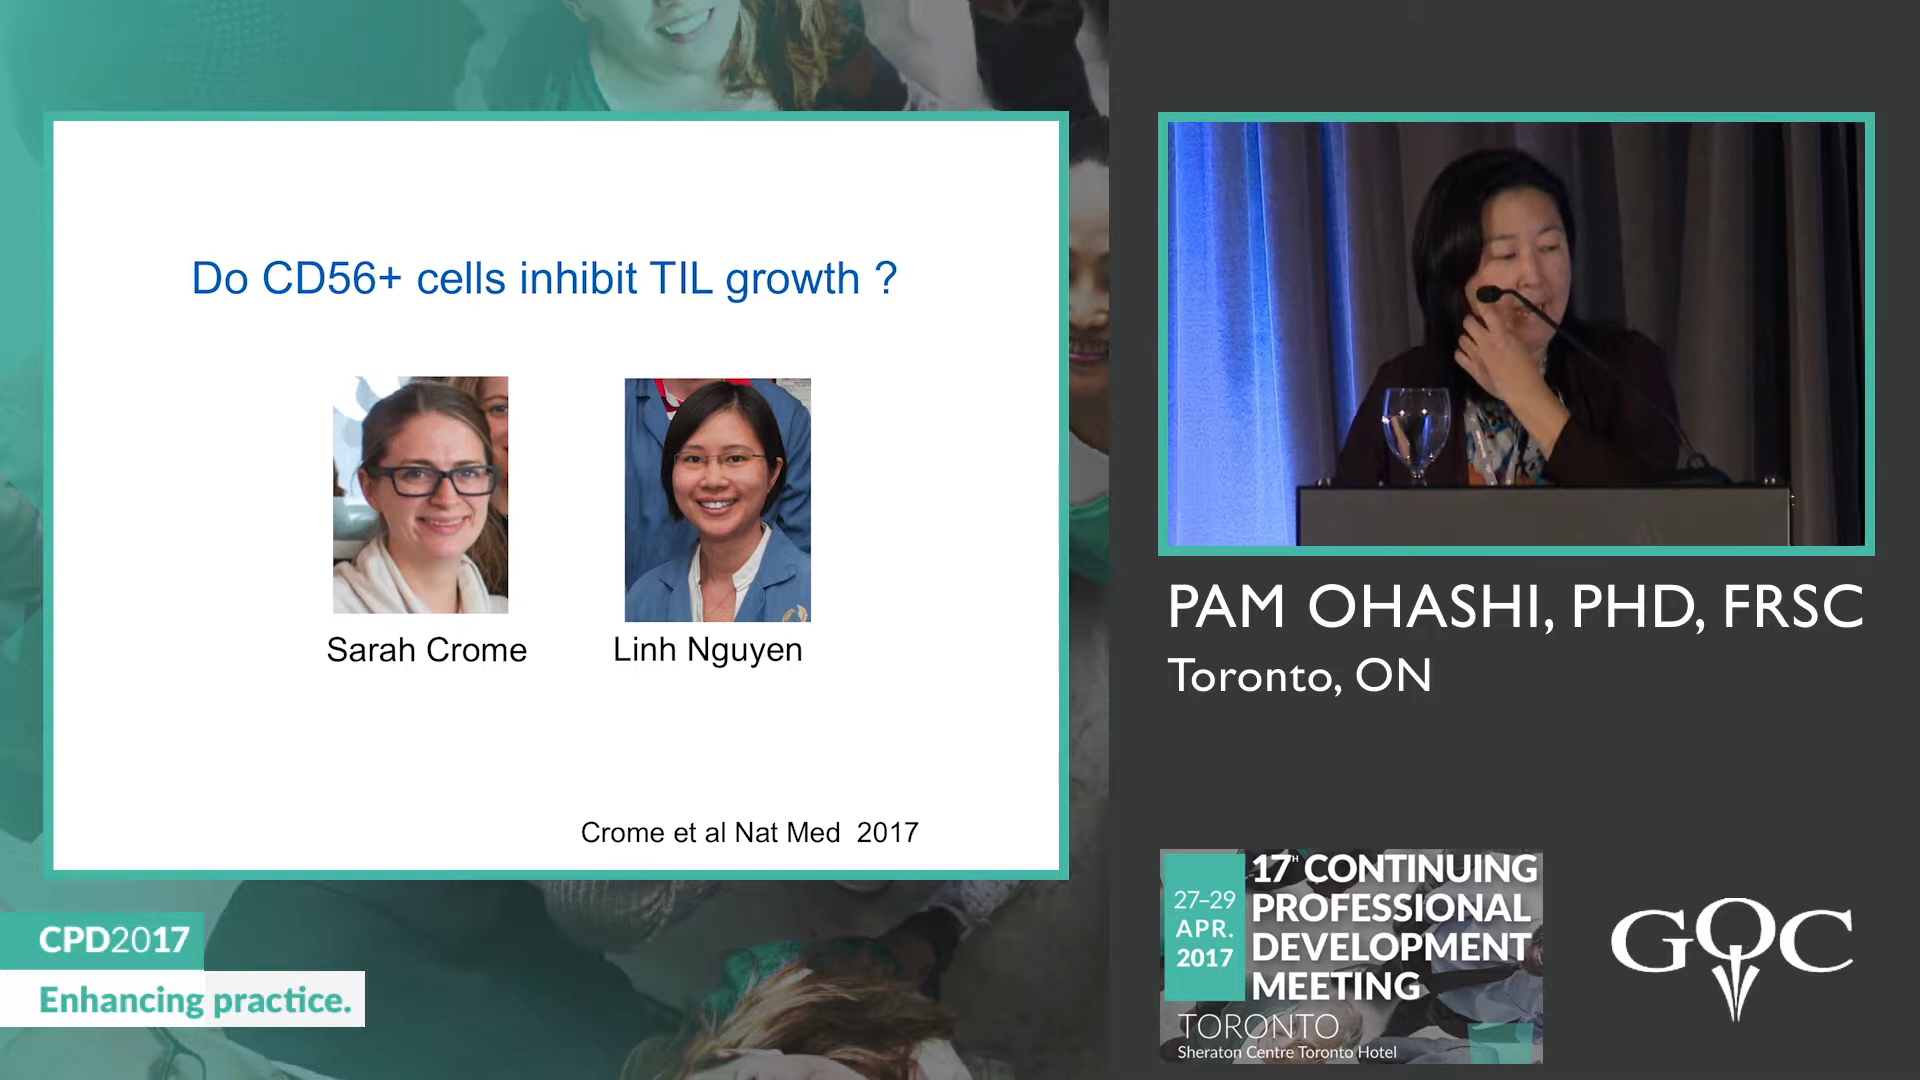 Do CD56+ cells inhibit TIL growth ?
Sarah Crome
Linh Nguyen
Crome et al Nat Med 2017
CPD2017
Enhancing practice.
PAM OHASHI, PHD, FRSC
Toronto, ON
27–29
APR.
2017
17TH CONTINUING
PROFESSIONAL
DEVELOPMENT
MEETING
TORONTO
Sheraton Centre Toronto Hotel
GOC